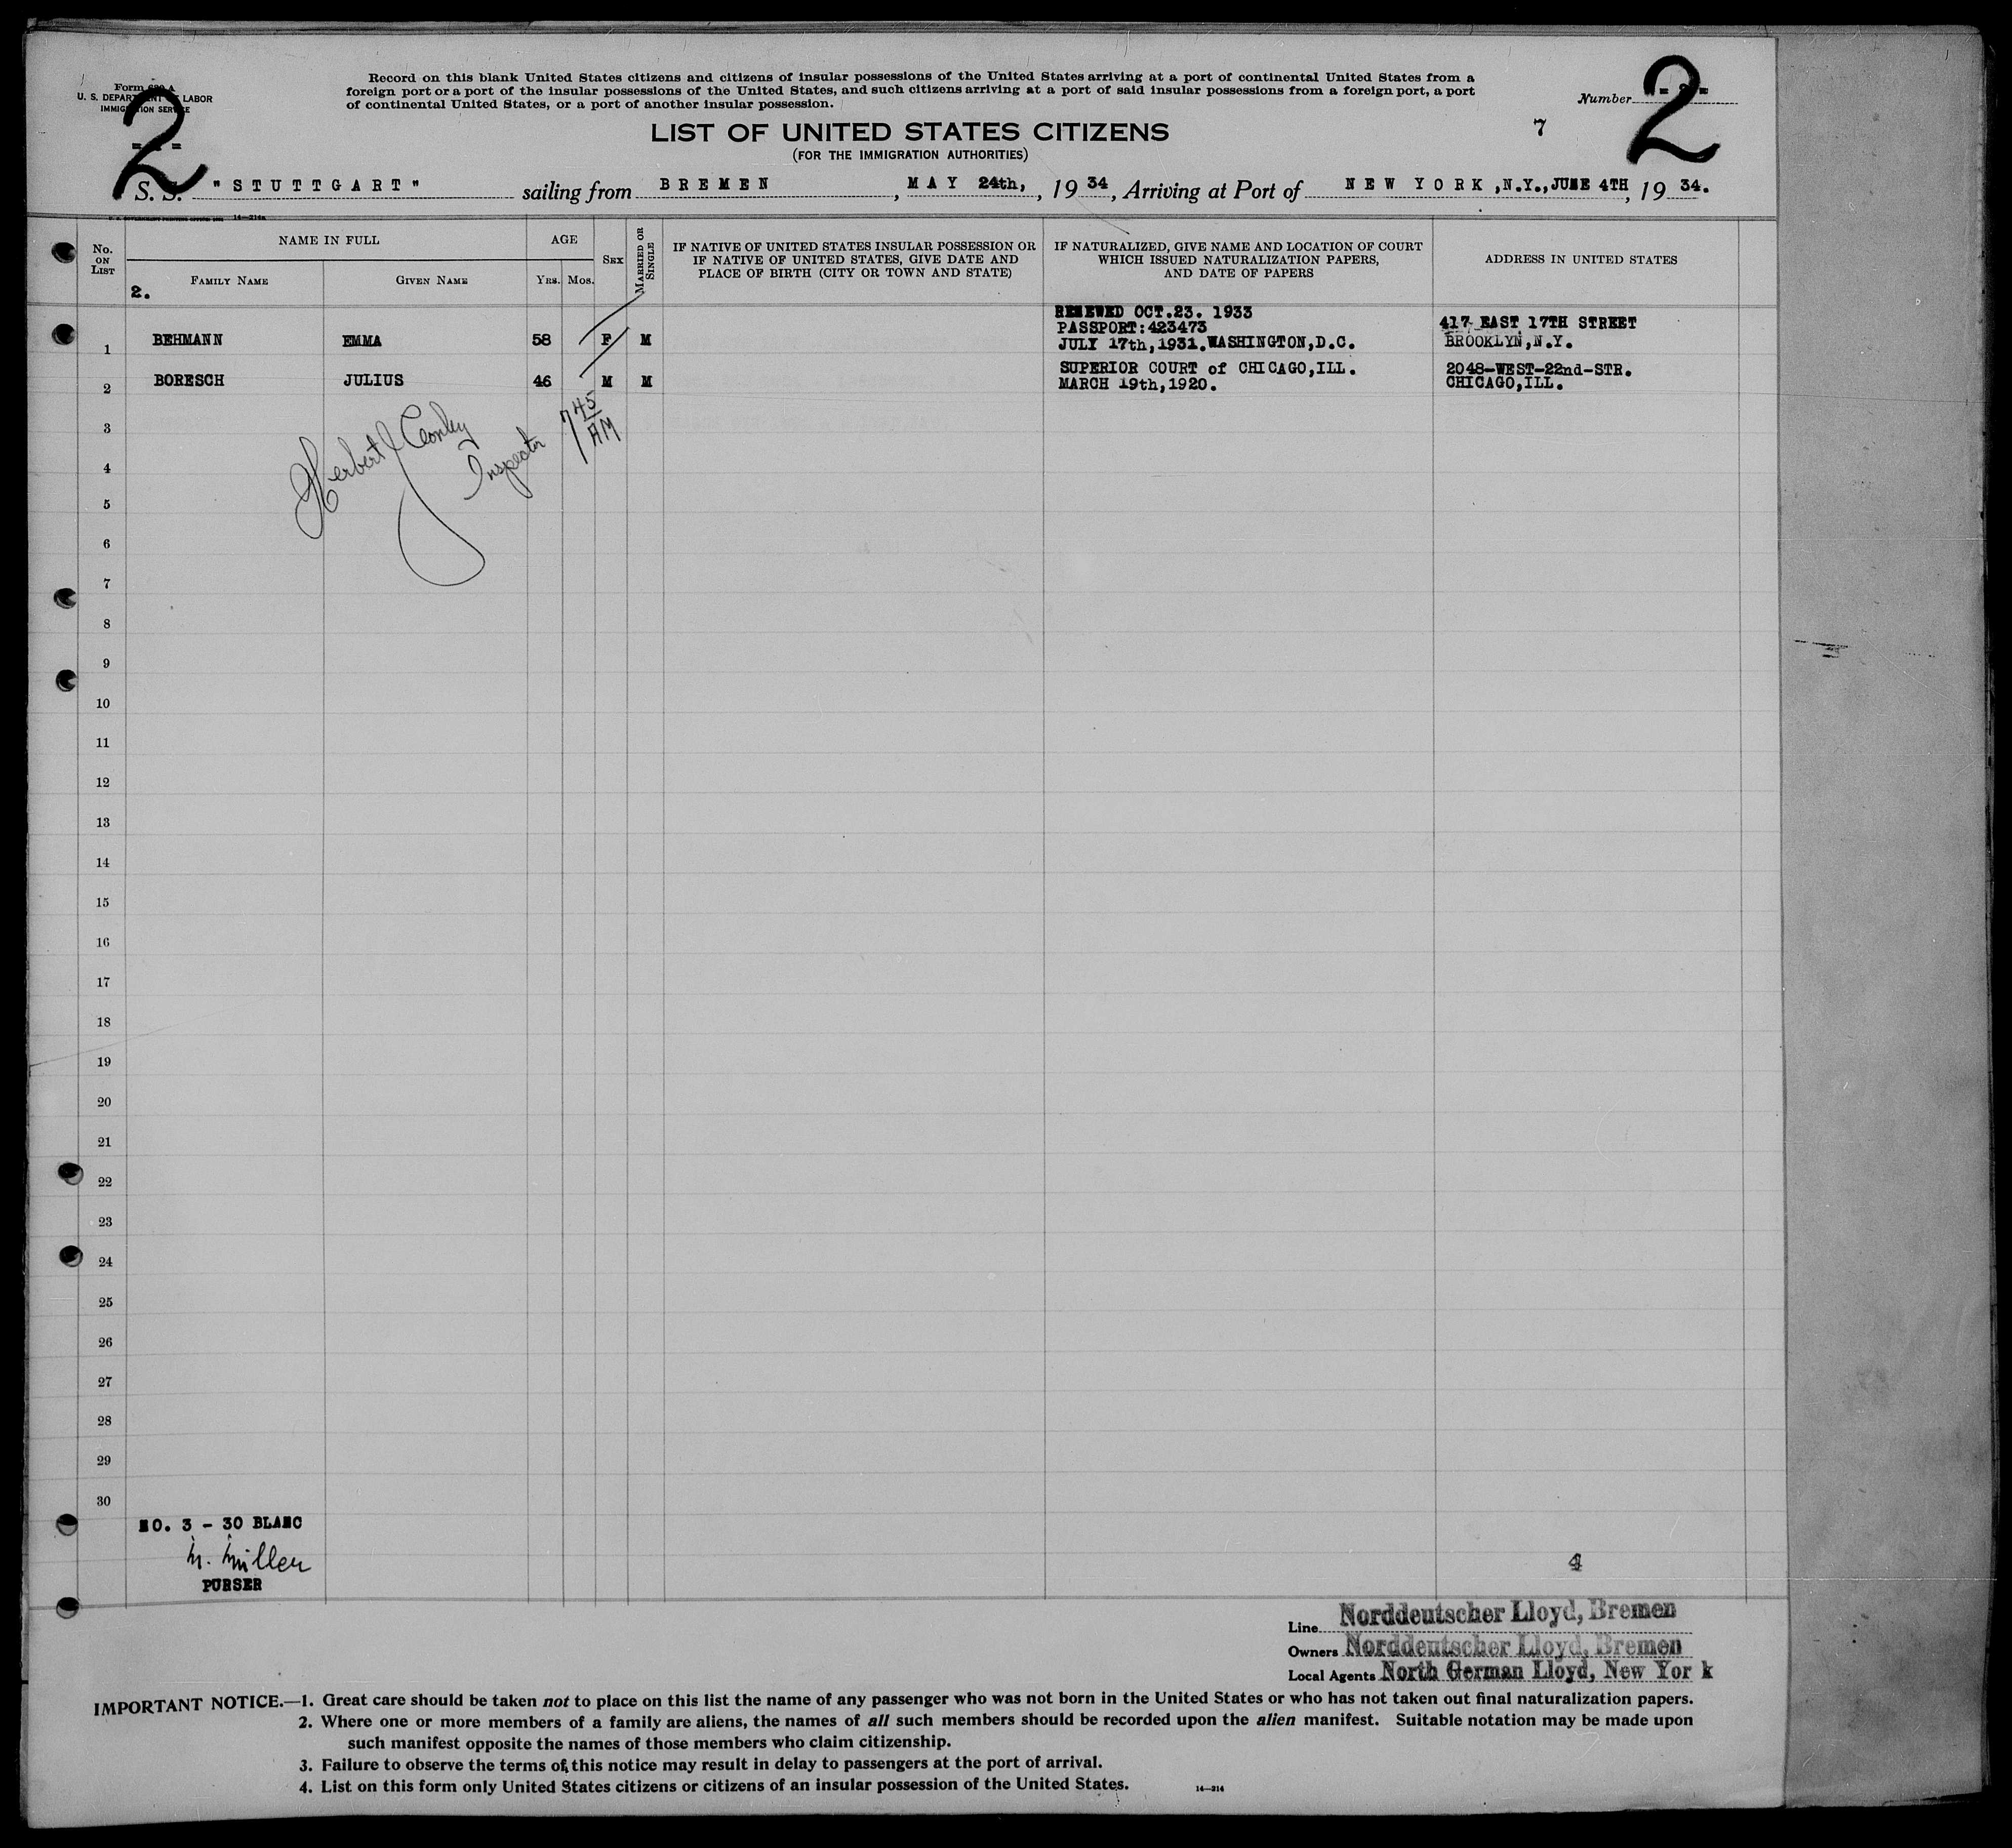 Form 630 A
U. S. DEPARTMENT OF LABOR
IMMIGRATION SERVICE
Record on this blank United States citizens and citizens of insular possessions of the United States arriving at a port of continental United States from a
foreign port or a port of the insular possessions of the United States, and such citizens arriving at a port of said insular possessions from a foreign port, a port
of continental United States, or a port of another insular possession.
Number
2
2
7
LIST OF UNITED STATES CITIZENS
(FOR THE IMMIGRATION AUTHORITIES)
S. S. "STUTTGART" sailing from BREMEN, MAY 24th, 1934, Arriving at Port of NEW YORK, N.Y., JUNE 4TH, 1934.
No. ON LIST
NAME IN FULL
FAMILY NAME
GIVEN NAME
AGE
YRS. MOS.
SEX
MARRIED OR SINGLE
IF NATIVE OF UNITED STATES INSULAR POSSESSION OR
IF NATIVE OF UNITED STATES, GIVE DATE AND
PLACE OF BIRTH (CITY OR TOWN AND STATE)
IF NATURALIZED, GIVE NAME AND LOCATION OF COURT
WHICH ISSUED NATURALIZATION PAPERS,
AND DATE OF PAPERS
ADDRESS IN UNITED STATES
2.
RENEWED OCT.23. 1933
PASSPORT:423473 417 EAST 17TH STREET
1 BEHMANN EMMA 58 F M JULY 17th,1931.WASHINGTON,D.C. BROOKLYN,N.Y.
SUPERIOR COURT of CHICAGO,ILL. 2048-WEST-22nd-STR.
2 BORESCH JULIUS 46 M M MARCH 19th,1920. CHICAGO,ILL.
Herbert J Conley
Inspector
7 45 AM
3
4
5
6
7
8
9
10
11
12
13
14
15
16
17
18
19
20
21
22
23
24
25
26
27
28
29
30
NO. 3 - 30 BLANC
M. Müller
PURSER
4
Line Norddeutscher Lloyd, Bremen
Owners Norddeutscher Lloyd, Bremen
Local Agents North German Lloyd, New York
IMPORTANT NOTICE.—1. Great care should be taken not to place on this list the name of any passenger who was not born in the United States or who has not taken out final naturalization papers.
2. Where one or more members of a family are aliens, the names of all such members should be recorded upon the alien manifest. Suitable notation may be made upon
such manifest opposite the names of those members who claim citizenship.
3. Failure to observe the terms of this notice may result in delay to passengers at the port of arrival.
4. List on this form only United States citizens or citizens of an insular possession of the United States.
14—214